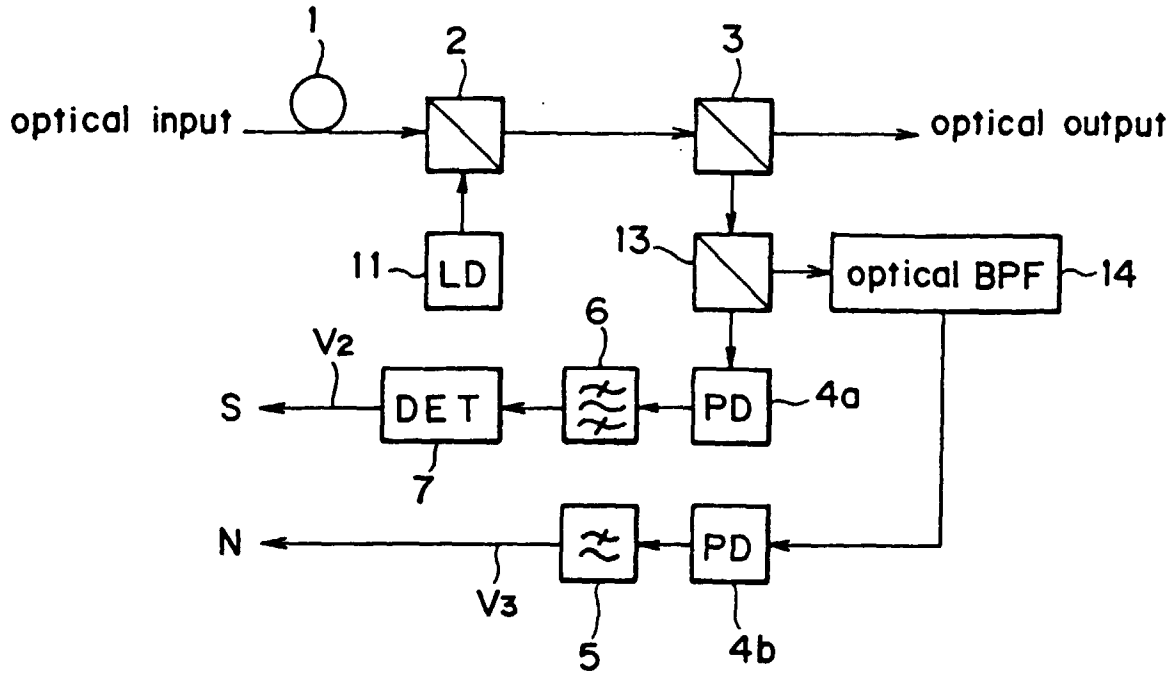 1
2
3
optical input
optical output
13
11
LD
optical BPF
14
6
V2
S
DET
PD
4a
7
N
PD
V3
5
4b